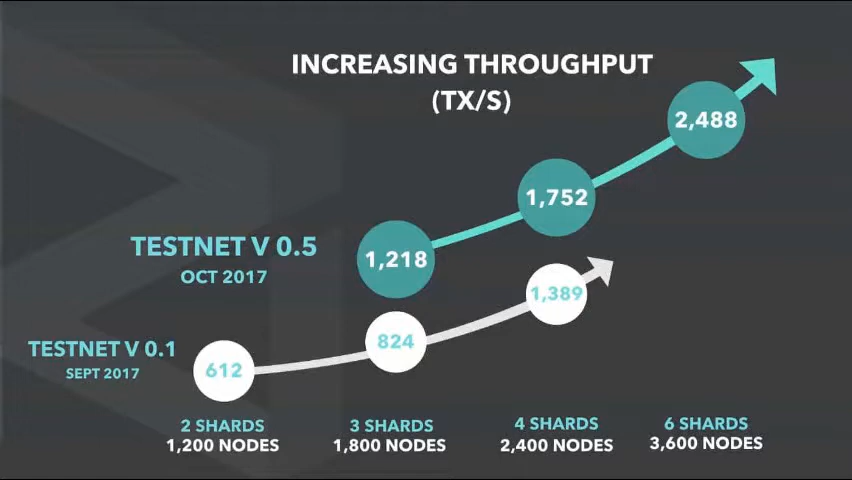 INCREASING THROUGHPUT
(TX/S)
2,488
1,752
TESTNET V 0.5
OCT 2017
1,218
1,389
TESTNET V 0.1
SEPT 2017
824
612
2 SHARDS
1,200 NODES
3 SHARDS
1,800 NODES
4 SHARDS
2,400 NODES
6 SHARDS
3,600 NODES